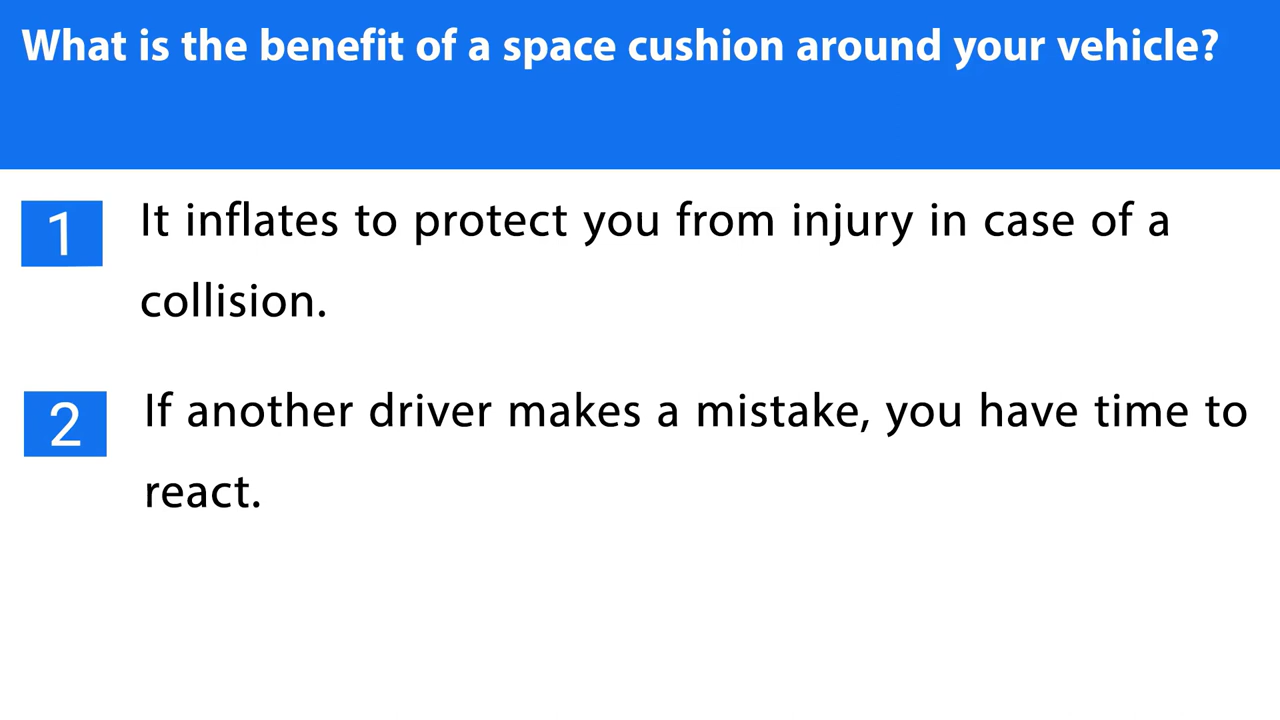 What is the benefit of a space cushion around your vehicle?
1 It inflates to protect you from injury in case of a
collision.
2 If another driver makes a mistake, you have time to
react.